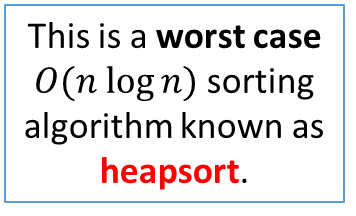 This is a worst case
O(n log n) sorting
algorithm known as
heapsort.